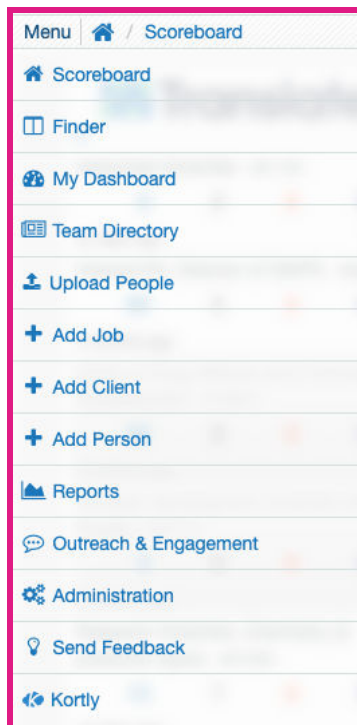 Menu / Scoreboard
Scoreboard
Finder
My Dashboard
Team Directory
Upload People
Add Job
Add Client
Add Person
Reports
Outreach & Engagement
Administration
Send Feedback
Kortly